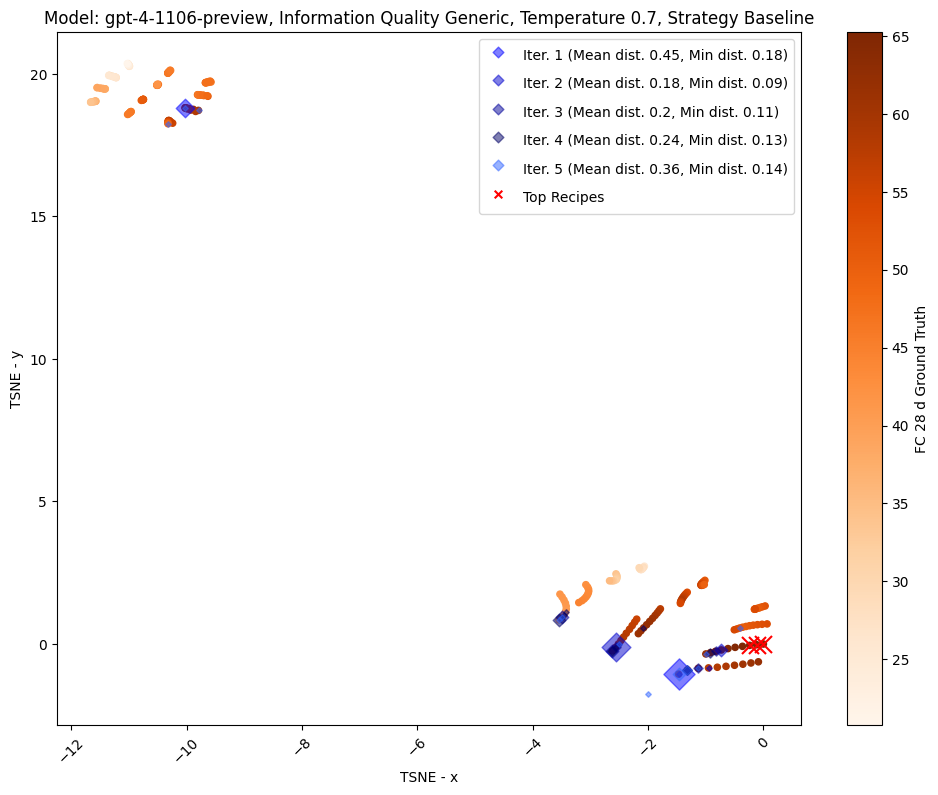 Model: gpt-4-1106-preview, Information Quality Generic, Temperature 0.7, Strategy Baseline
Iter. 1 (Mean dist. 0.45, Min dist. 0.18)
Iter. 2 (Mean dist. 0.18, Min dist. 0.09)
Iter. 3 (Mean dist. 0.2, Min dist. 0.11)
Iter. 4 (Mean dist. 0.24, Min dist. 0.13)
Iter. 5 (Mean dist. 0.36, Min dist. 0.14)
Top Recipes
TSNE - y
20
15
10
5
0
−12
−10
−8
−6
−4
−2
0
TSNE - x
65
60
55
50
45
40
35
30
25
FC 28 d Ground Truth